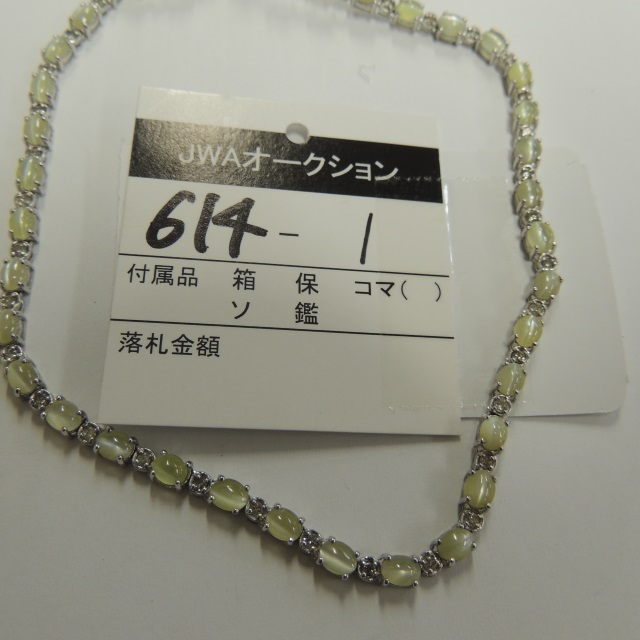 JWAオークション
614 - 1
付属品 箱 保 コマ( )
ソ 鑑
落札金額